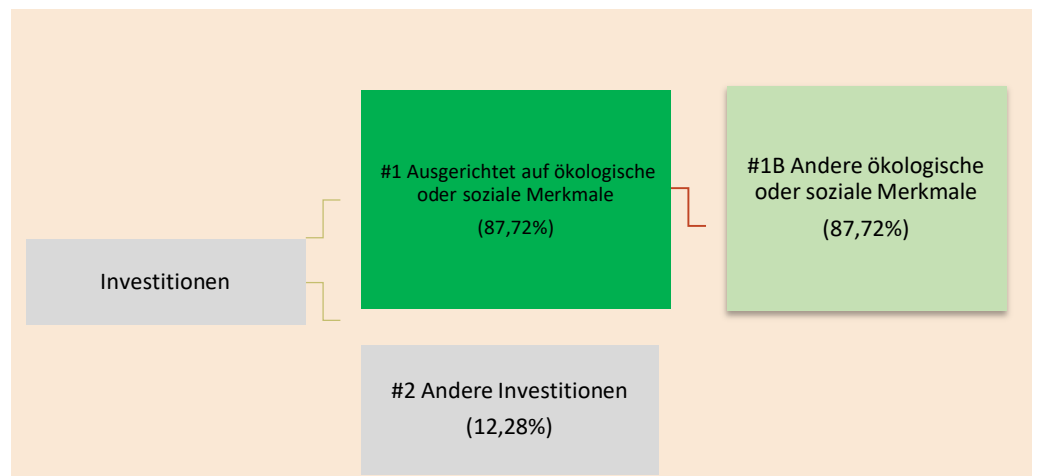 Investitionen
#1 Ausgerichtet auf ökologische
oder soziale Merkmale
(87,72%)
#1B Andere ökologische
oder soziale Merkmale
(87,72%)
#2 Andere Investitionen
(12,28%)